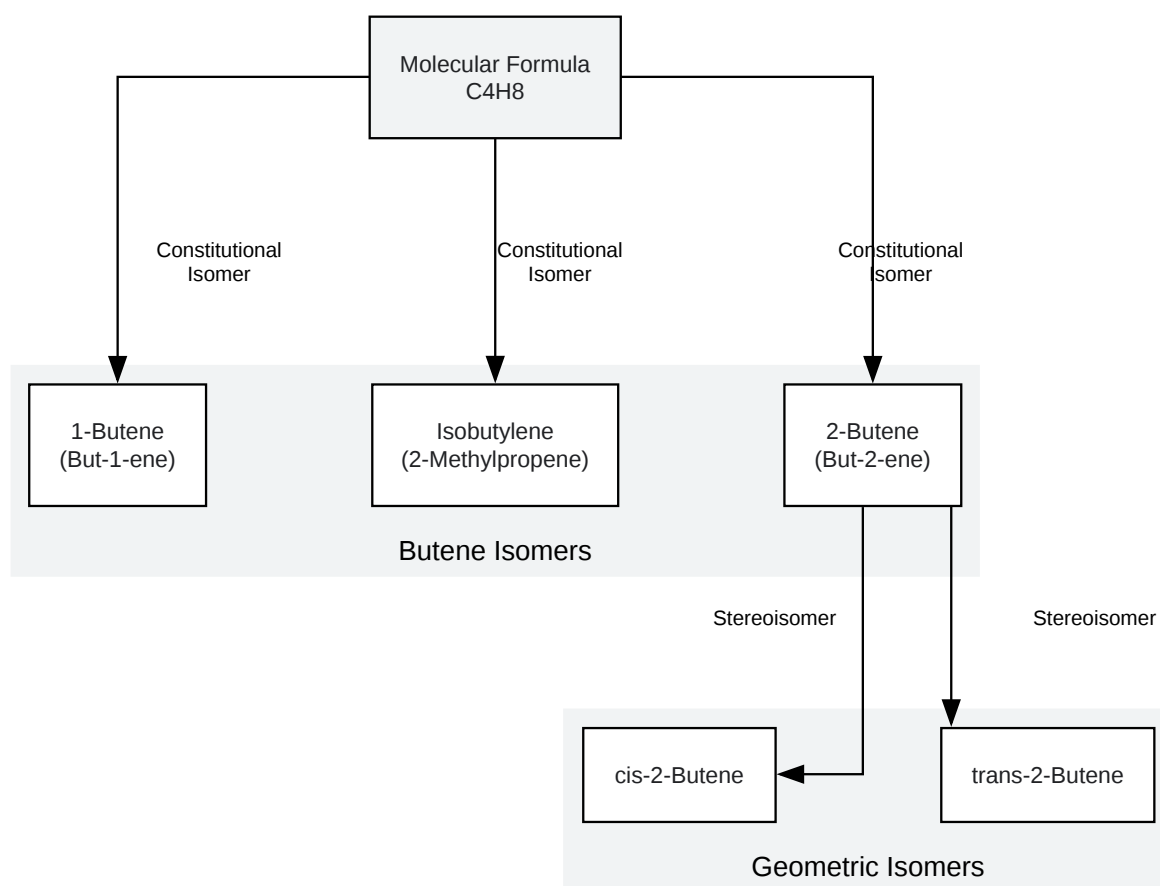 Molecular Formula
C4H8
Constitutional
Isomer
Constitutional
Isomer
Constitutional
Isomer
1-Butene
(But-1-ene)
Isobutylene
(2-Methylpropene)
2-Butene
(But-2-ene)
Butene Isomers
Stereoisomer
Stereoisomer
cis-2-Butene
trans-2-Butene
Geometric Isomers